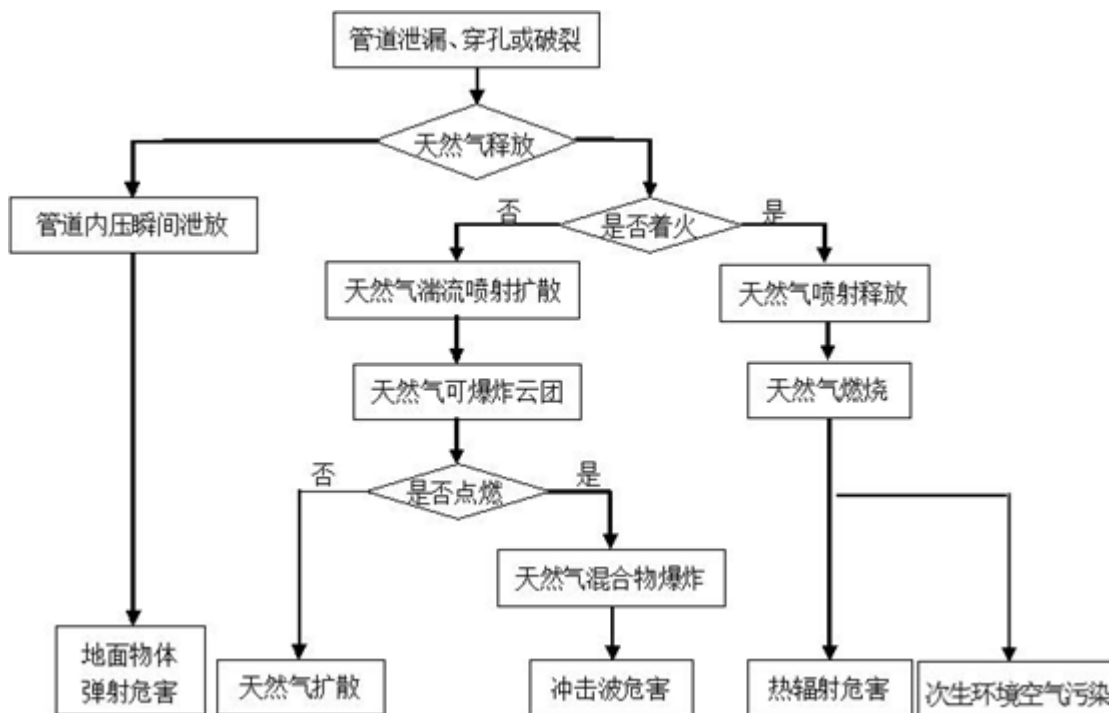 管道泄漏、穿孔或破裂
天然气释放
管道内压瞬间泄放
否
是否着火
是
天然气湍流喷射扩散
天然气喷射释放
天然气可爆炸云团
天然气燃烧
否
是否点燃
是
天然气混合物爆炸
地面物体
弹射危害
天然气扩散
冲击波危害
热辐射危害
次生环境空气污染